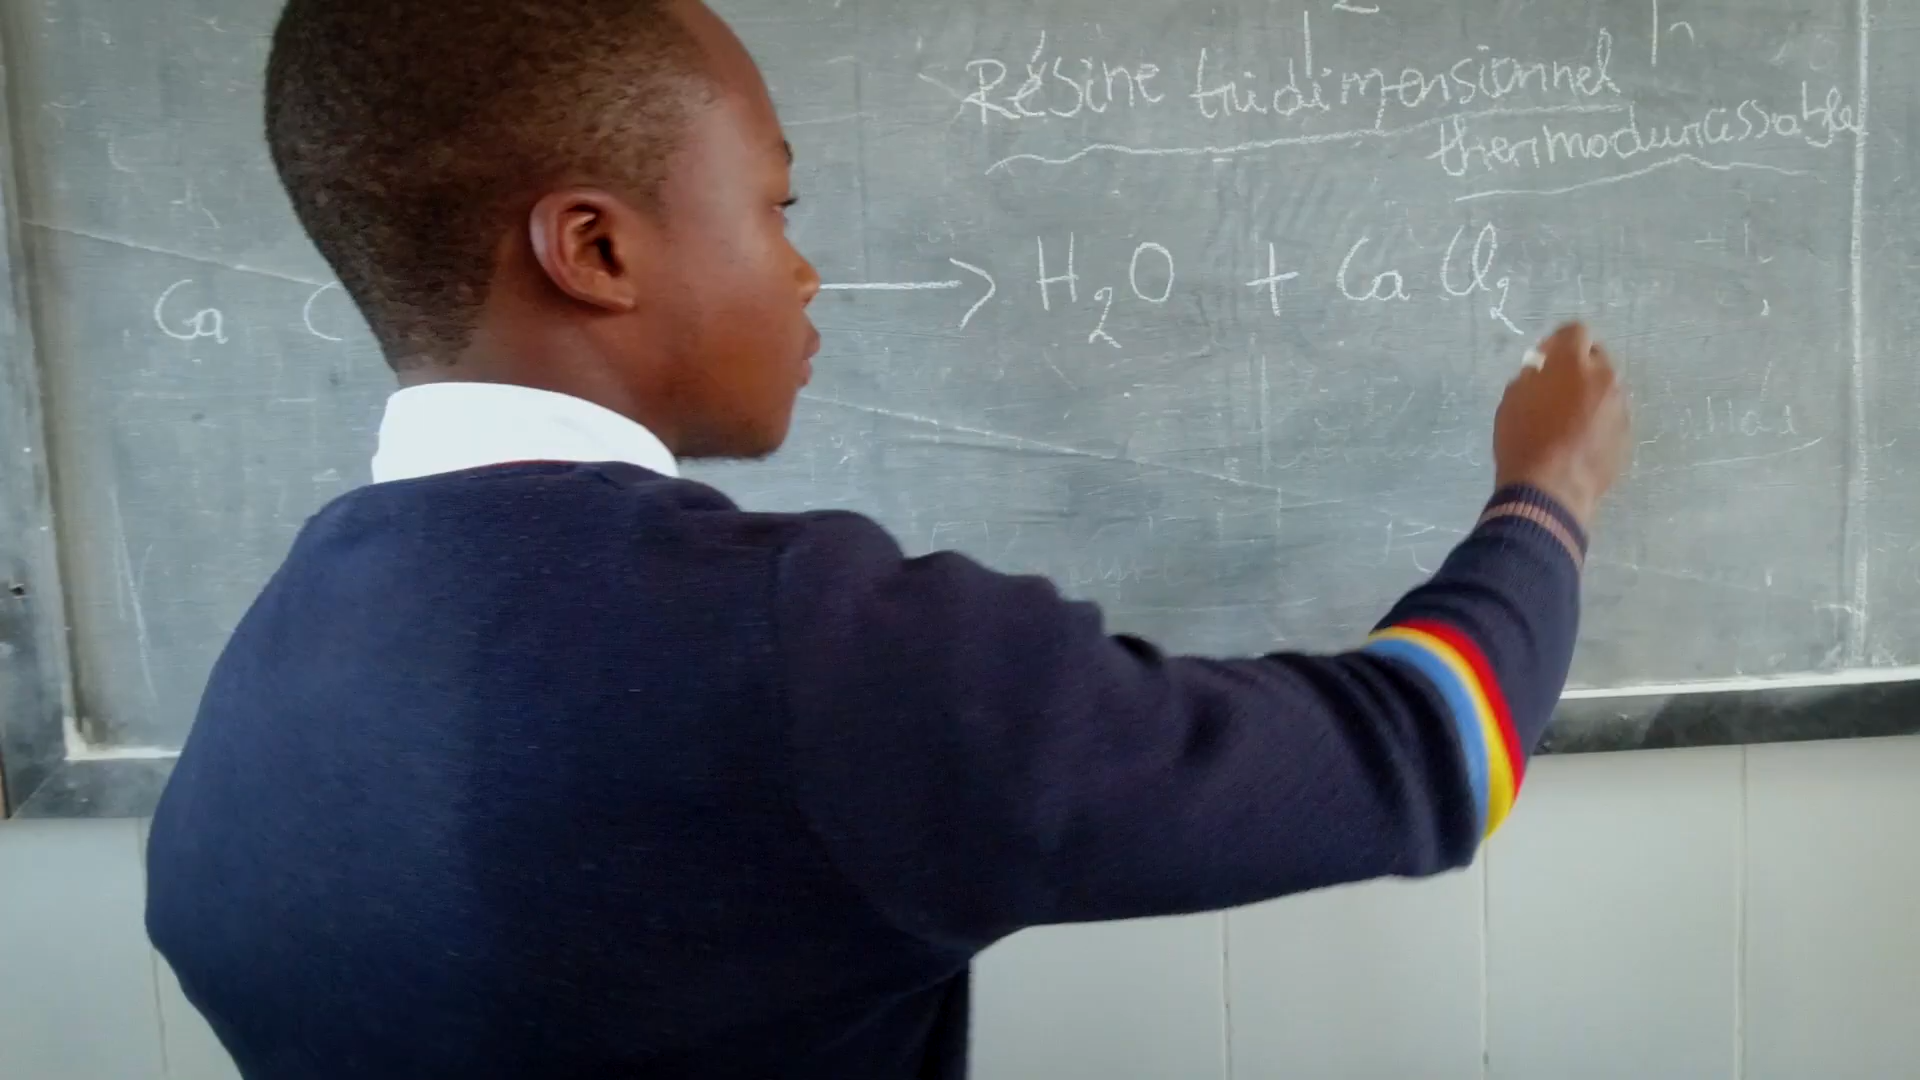 Résine tridimensionnel
thermodurcissable
Ca C → H₂O + Ca Cl₂